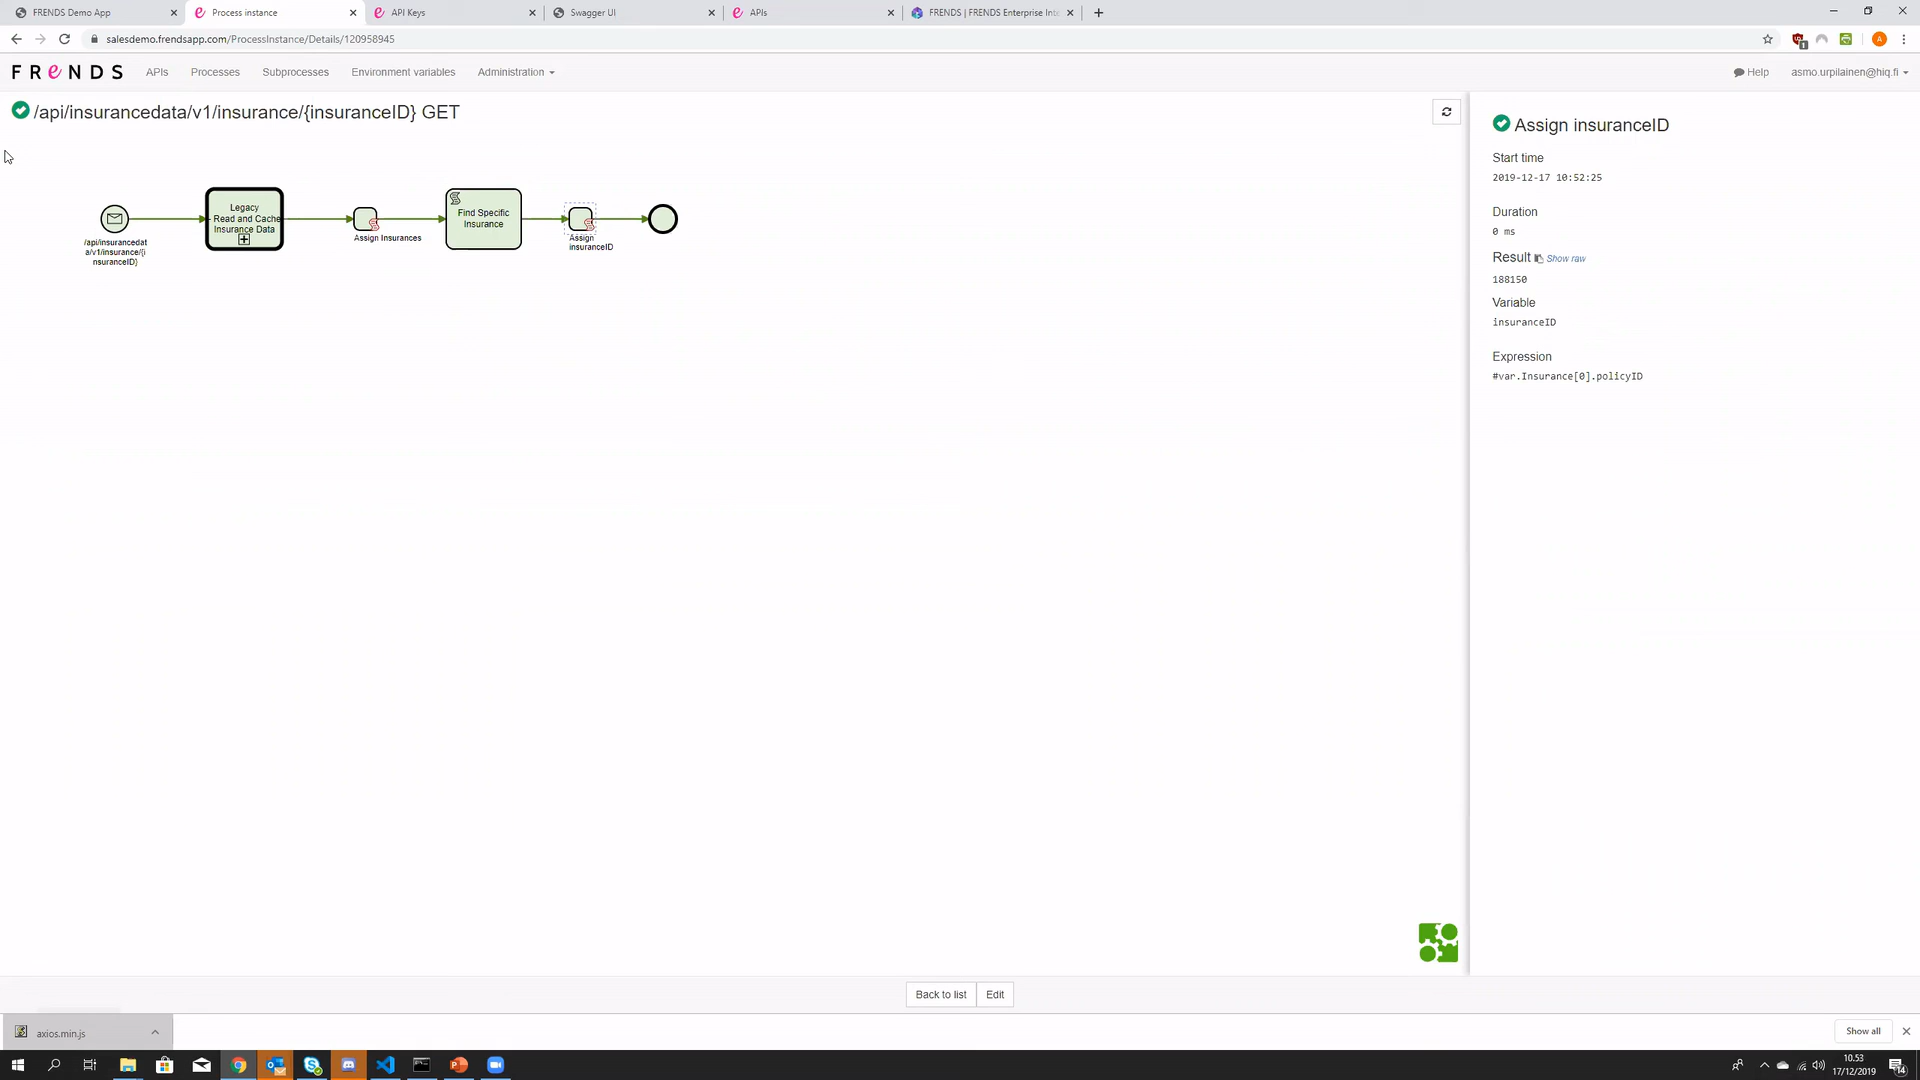 FRENDS Demo App
Process instance
API Keys
Swagger UI
APIs
FRENDS | FRENDS Enterprise Inte
salesdemo.frendsapp.com/ProcessInstance/Details/120958945
FReNDS
APIs
Processes
Subprocesses
Environment variables
Administration
Help
asmo.urpilainen@hiq.fi
/api/insurancedata/v1/insurance/{insuranceID} GET
/api/insurancedat
a/v1/insurance/{i
nsuranceID}
Legacy
- Read and Cache
Insurance Data
Assign Insurances
Find Specific
Insurance
Assign
insuranceID
Assign insuranceID
Start time
2019-12-17 10:52:25
Duration
0 ms
Result Show raw
188150
Variable
insuranceID
Expression
#var.Insurance[0].policyID
Back to list
Edit
axios.min.js
Show all
10.53
17/12/2019